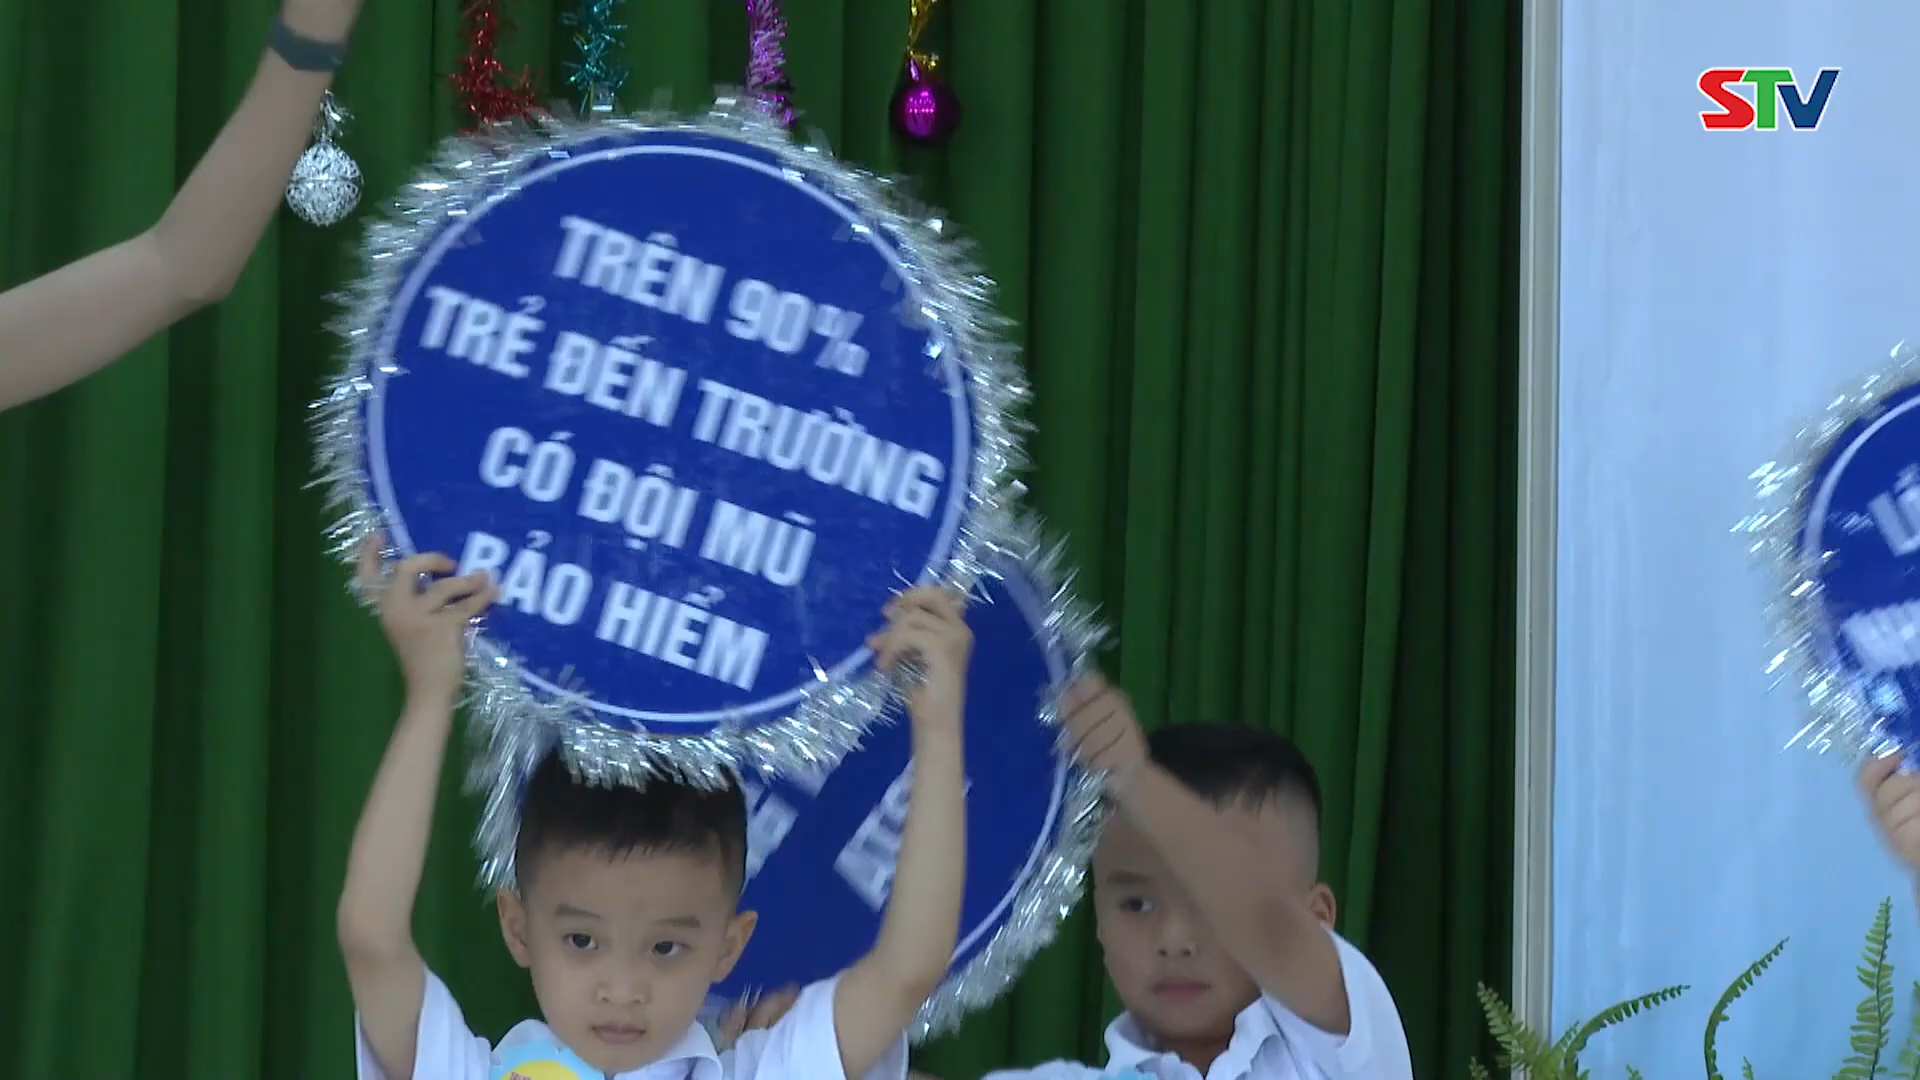 STV
TRÊN 90%
TRẺ ĐẾN TRƯỜNG
CÓ ĐỘI MŨ
BẢO HIỂM